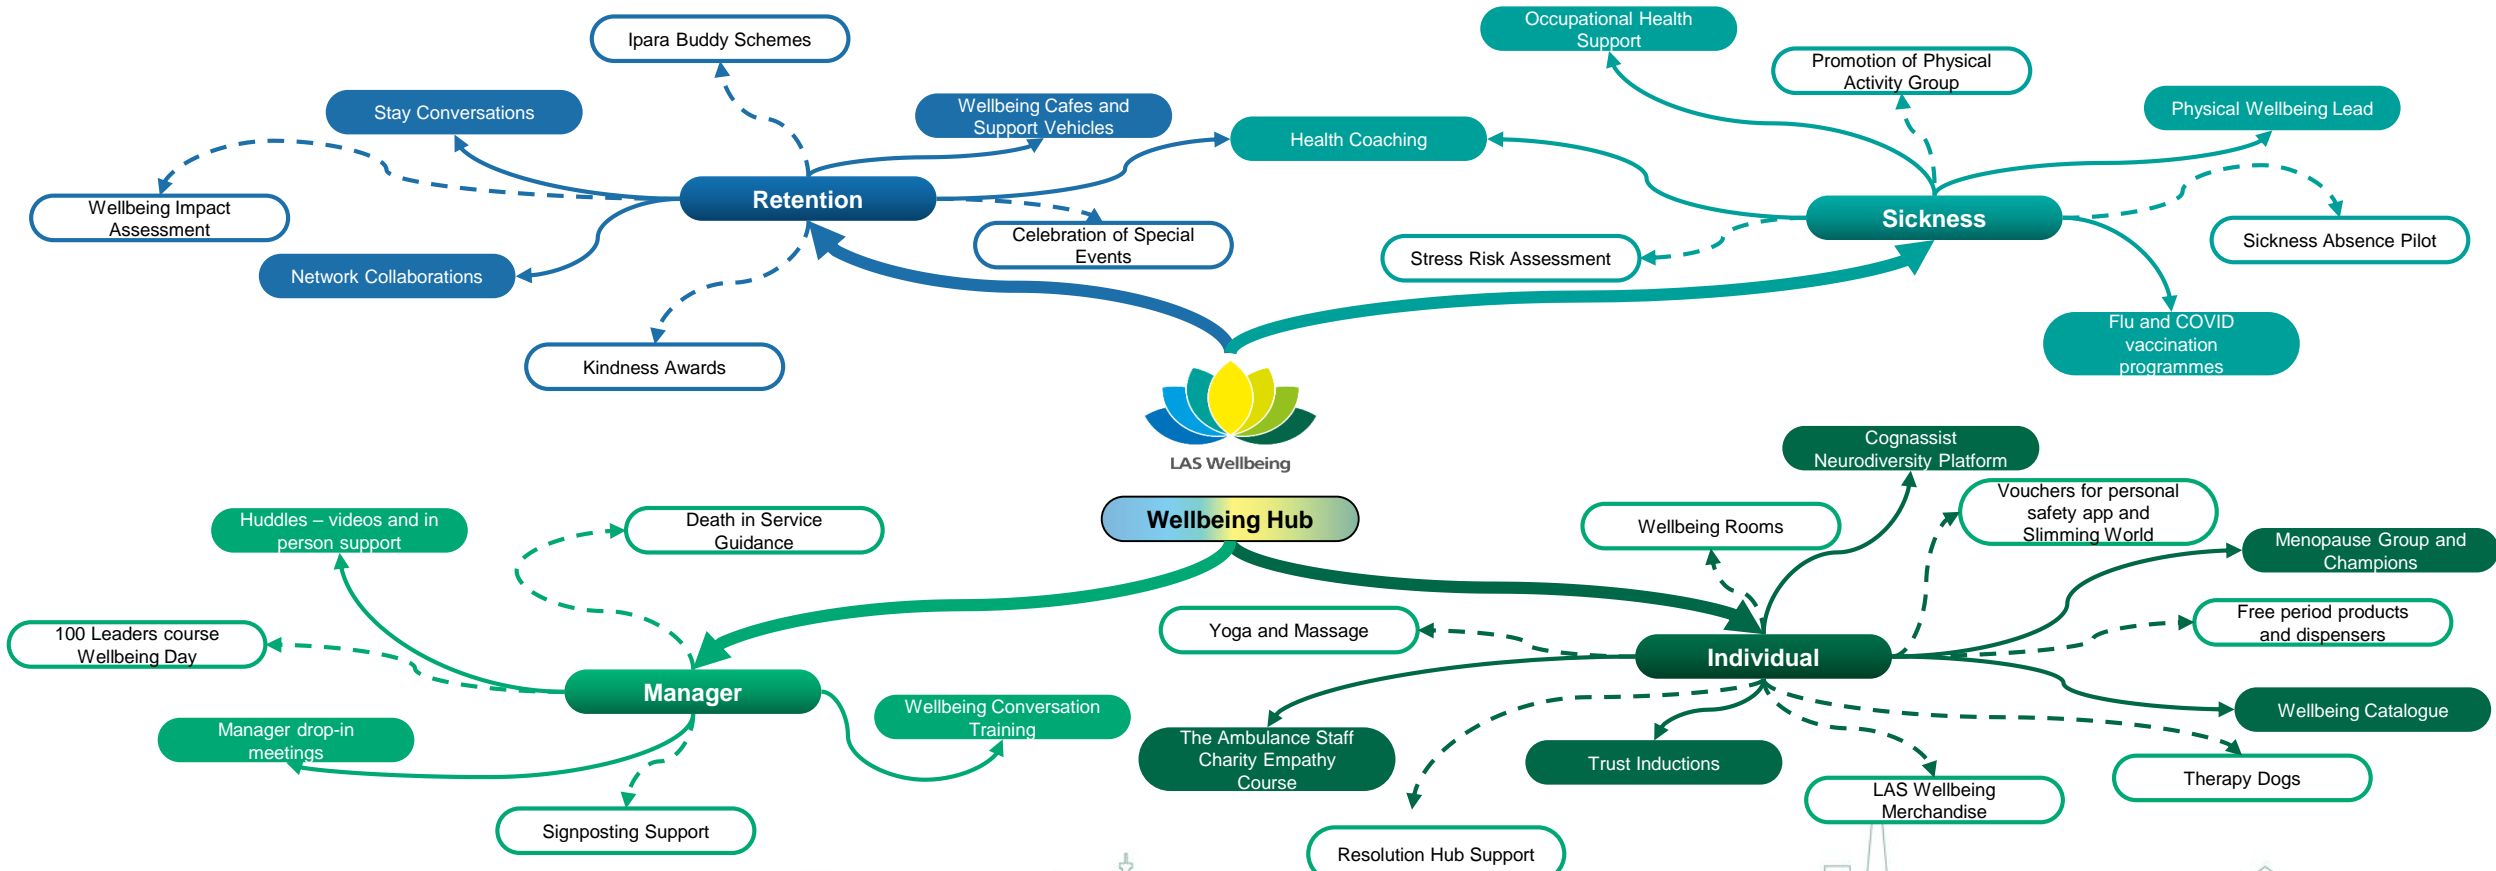 Ipara Buddy Schemes
Stay Conversations
Wellbeing Cafes and
Support Vehicles
Wellbeing Impact
Assessment
Retention
Network Collaborations
Celebration of Special
Events
Kindness Awards
Occupational Health
Support
Promotion of Physical
Activity Group
Physical Wellbeing Lead
Health Coaching
Sickness
Stress Risk Assessment
Sickness Absence Pilot
Flu and COVID
vaccination
programmes
LAS Wellbeing
Wellbeing Hub
Huddles – videos and in
person support
Death in Service
Guidance
100 Leaders course
Wellbeing Day
Manager
Manager drop-in
meetings
Wellbeing Conversation
Training
Signposting Support
Cognassist
Neurodiversity Platform
Wellbeing Rooms
Vouchers for personal
safety app and
Slimming World
Menopause Group and
Champions
Yoga and Massage
Free period products
and dispensers
Individual
The Ambulance Staff
Charity Empathy
Course
Trust Inductions
Wellbeing Catalogue
LAS Wellbeing
Merchandise
Therapy Dogs
Resolution Hub Support